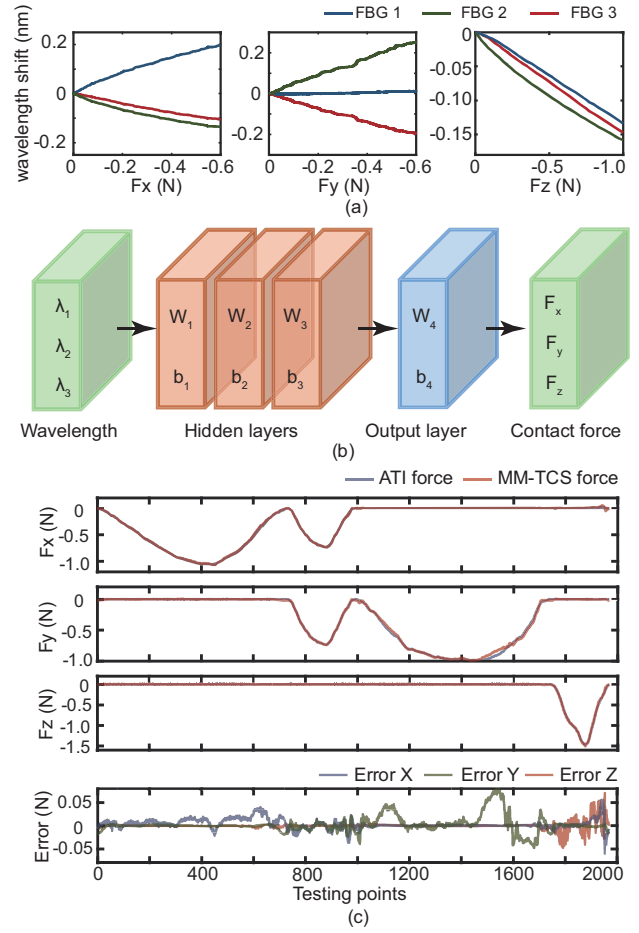 FBG 1 FBG 2 FBG 3
wavelength shift (nm)
0.2
0
-0.2
0 -0.2 -0.4 -0.6
Fx (N)
0.2
0
-0.2
0 -0.2 -0.4 -0.6
Fy (N)
0
-0.05
-0.10
-0.15
0 -0.5 -1.0
Fz (N)
(a)
λ1 W1 W2 W3 W4 Fx
λ2 Fy
λ3 b1 b2 b3 b4 Fz
Wavelength Hidden layers Output layer Contact force
(b)
ATI force MM-TCS force
Fx (N)
0
-0.5
-1.0
Fy (N)
0
-0.5
-1.0
Fz (N)
0
-0.5
-1.0
-1.5
Error X Error Y Error Z
Error (N)
0.05
0
-0.05
0 400 800 1200 1600 2000
Testing points
(c)